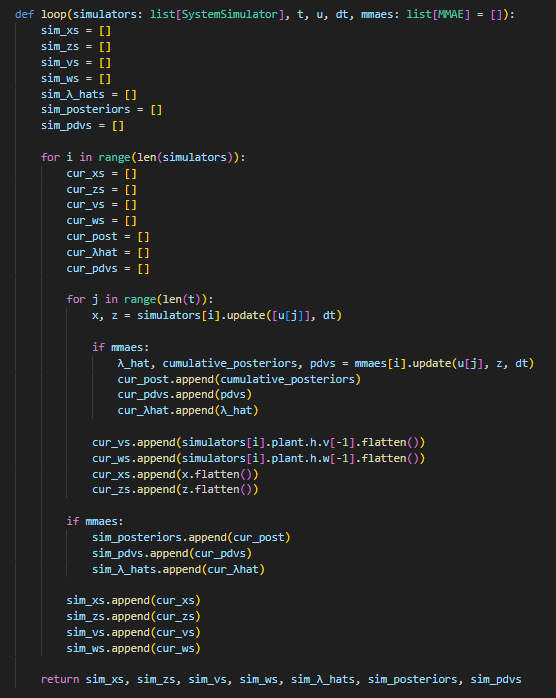 def loop(simulators: list[SystemSimulator], t, u, dt, mmaes: list[MMAE] = []):
    sim_xs = []
    sim_zs = []
    sim_vs = []
    sim_ws = []
    sim_λ_hats = []
    sim_posteriors = []
    sim_pdvs = []

    for i in range(len(simulators)):
        cur_xs = []
        cur_zs = []
        cur_vs = []
        cur_ws = []
        cur_post = []
        cur_λhat = []
        cur_pdvs = []

        for j in range(len(t)):
            x, z = simulators[i].update([u[j]], dt)

            if mmaes:
                λ_hat, cumulative_posteriors, pdvs = mmaes[i].update(u[j], z, dt)
                cur_post.append(cumulative_posteriors)
                cur_pdvs.append(pdvs)
                cur_λhat.append(λ_hat)

            cur_vs.append(simulators[i].plant.h.v[-1].flatten())
            cur_ws.append(simulators[i].plant.h.w[-1].flatten())
            cur_xs.append(x.flatten())
            cur_zs.append(z.flatten())

        if mmaes:
            sim_posteriors.append(cur_post)
            sim_pdvs.append(cur_pdvs)
            sim_λ_hats.append(cur_λhat)

        sim_xs.append(cur_xs)
        sim_zs.append(cur_zs)
        sim_vs.append(cur_vs)
        sim_ws.append(cur_ws)

    return sim_xs, sim_zs, sim_vs, sim_ws, sim_λ_hats, sim_posteriors, sim_pdvs